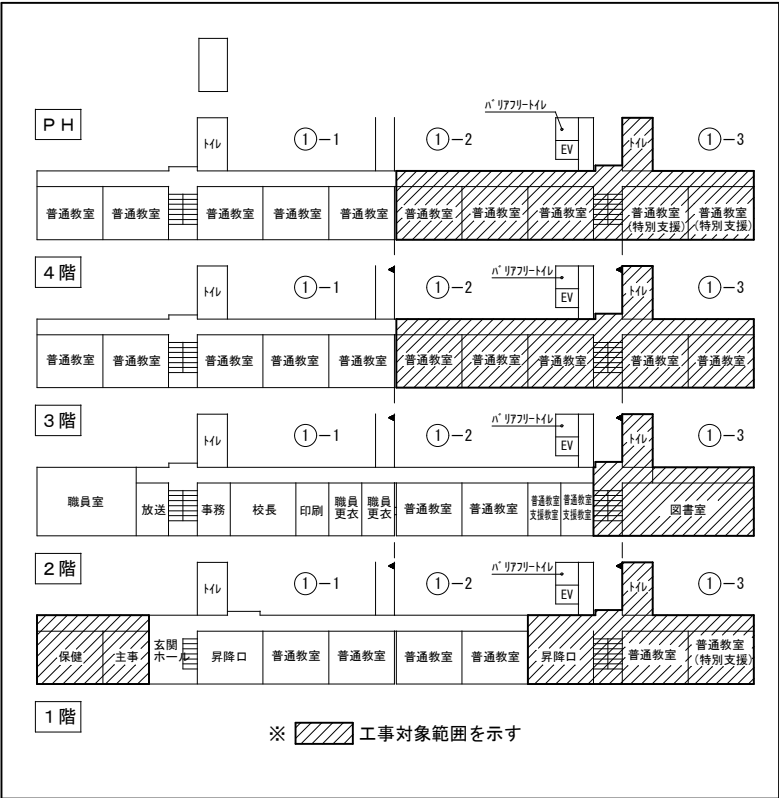 バリアフリートイレ
PH
トイレ ①-1 ①-2 EV トイレ ①-3
普通教室 普通教室 普通教室 普通教室 普通教室 普通教室 普通教室 普通教室 普通教室 普通教室
(特別支援) (特別支援)
4階
バリアフリートイレ
トイレ ①-1 ①-2 EV トイレ ①-3
普通教室 普通教室 普通教室 普通教室 普通教室 普通教室 普通教室 普通教室 普通教室 普通教室
3階
バリアフリートイレ
トイレ ①-1 ①-2 EV トイレ ①-3
職員室 放送 事務 校長 印刷 職員 職員 普通教室 普通教室 普通教室 普通教室 図書室
更衣 更衣 支援教室 支援教室
2階
バリアフリートイレ
トイレ ①-1 ①-2 EV トイレ ①-3
保健 主事 玄関 昇降口 普通教室 普通教室 普通教室 普通教室 昇降口 普通教室 普通教室
ホール (特別支援)
1階
※ 工事対象範囲を示す